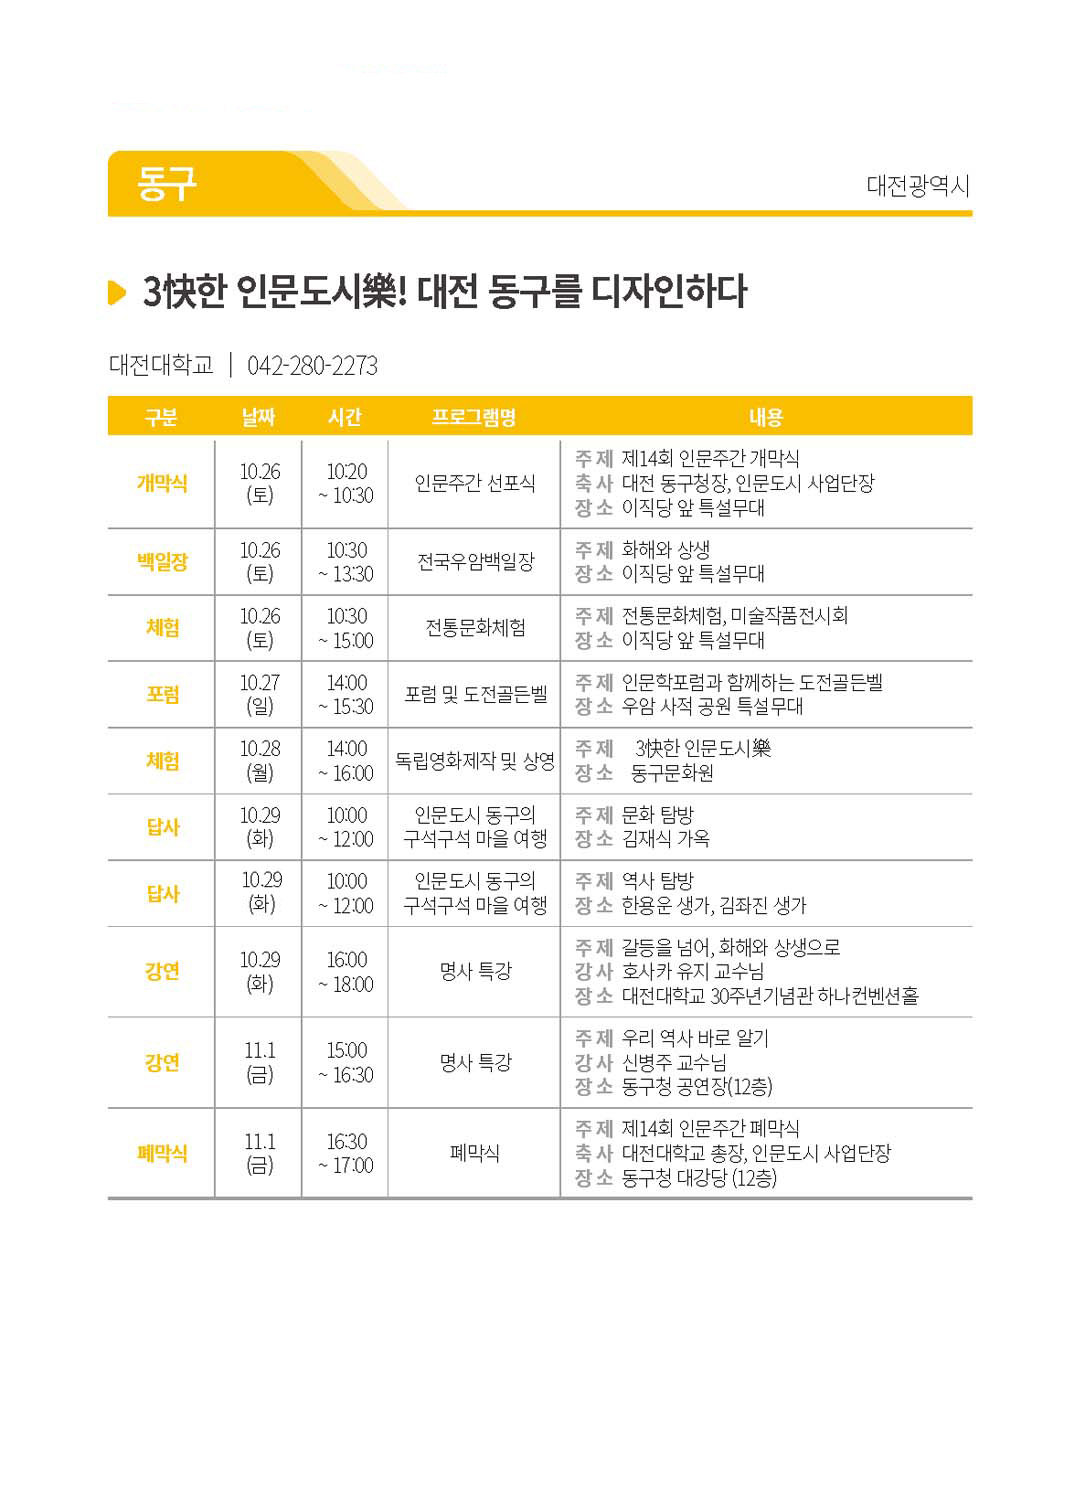 동구
대전광역시
3快한 인문도시樂! 대전 동구를 디자인하다
대전대학교 | 042-280-2273
구분 날짜 시간 프로그램명 내용
개막식
10.26
(토)
10:20
~ 10:30
인문주간 선포식
주 제 제14회 인문주간 개막식
축 사 대전 동구청장, 인문도시 사업단장
장 소 이직당 앞 특설무대
백일장
10.26
(토)
10:30
~ 13:30
전국우암백일장
주 제 화해와 상생
장 소 이직당 앞 특설무대
체험
10.26
(토)
10:30
~ 15:00
전통문화체험
주 제 전통문화체험, 미술작품전시회
장 소 이직당 앞 특설무대
포럼
10.27
(일)
14:00
~ 15:30
포럼 및 도전골든벨
주 제 인문학포럼과 함께하는 도전골든벨
장 소 우암 사적 공원 특설무대
체험
10.28
(월)
14:00
~ 16:00
독립영화제작 및 상영
주 제 3快한 인문도시樂
장 소 동구문화원
답사
10.29
(화)
10:00
~ 12:00
인문도시 동구의
구석구석 마을 여행
주 제 문화 탐방
장 소 김재식 가옥
답사
10.29
(화)
10:00
~ 12:00
인문도시 동구의
구석구석 마을 여행
주 제 역사 탐방
장 소 한용운 생가, 김좌진 생가
강연
10.29
(화)
16:00
~ 18:00
명사 특강
주 제 갈등을 넘어, 화해와 상생으로
강 사 호사카 유지 교수님
장 소 대전대학교 30주년기념관 하나컨벤션홀
강연
11.1
(금)
15:00
~ 16:30
명사 특강
주 제 우리 역사 바로 알기
강 사 신병주 교수님
장 소 동구청 공연장(12층)
폐막식
11.1
(금)
16:30
~ 17:00
폐막식
주 제 제14회 인문주간 폐막식
축 사 대전대학교 총장, 인문도시 사업단장
장 소 동구청 대강당 (12층)